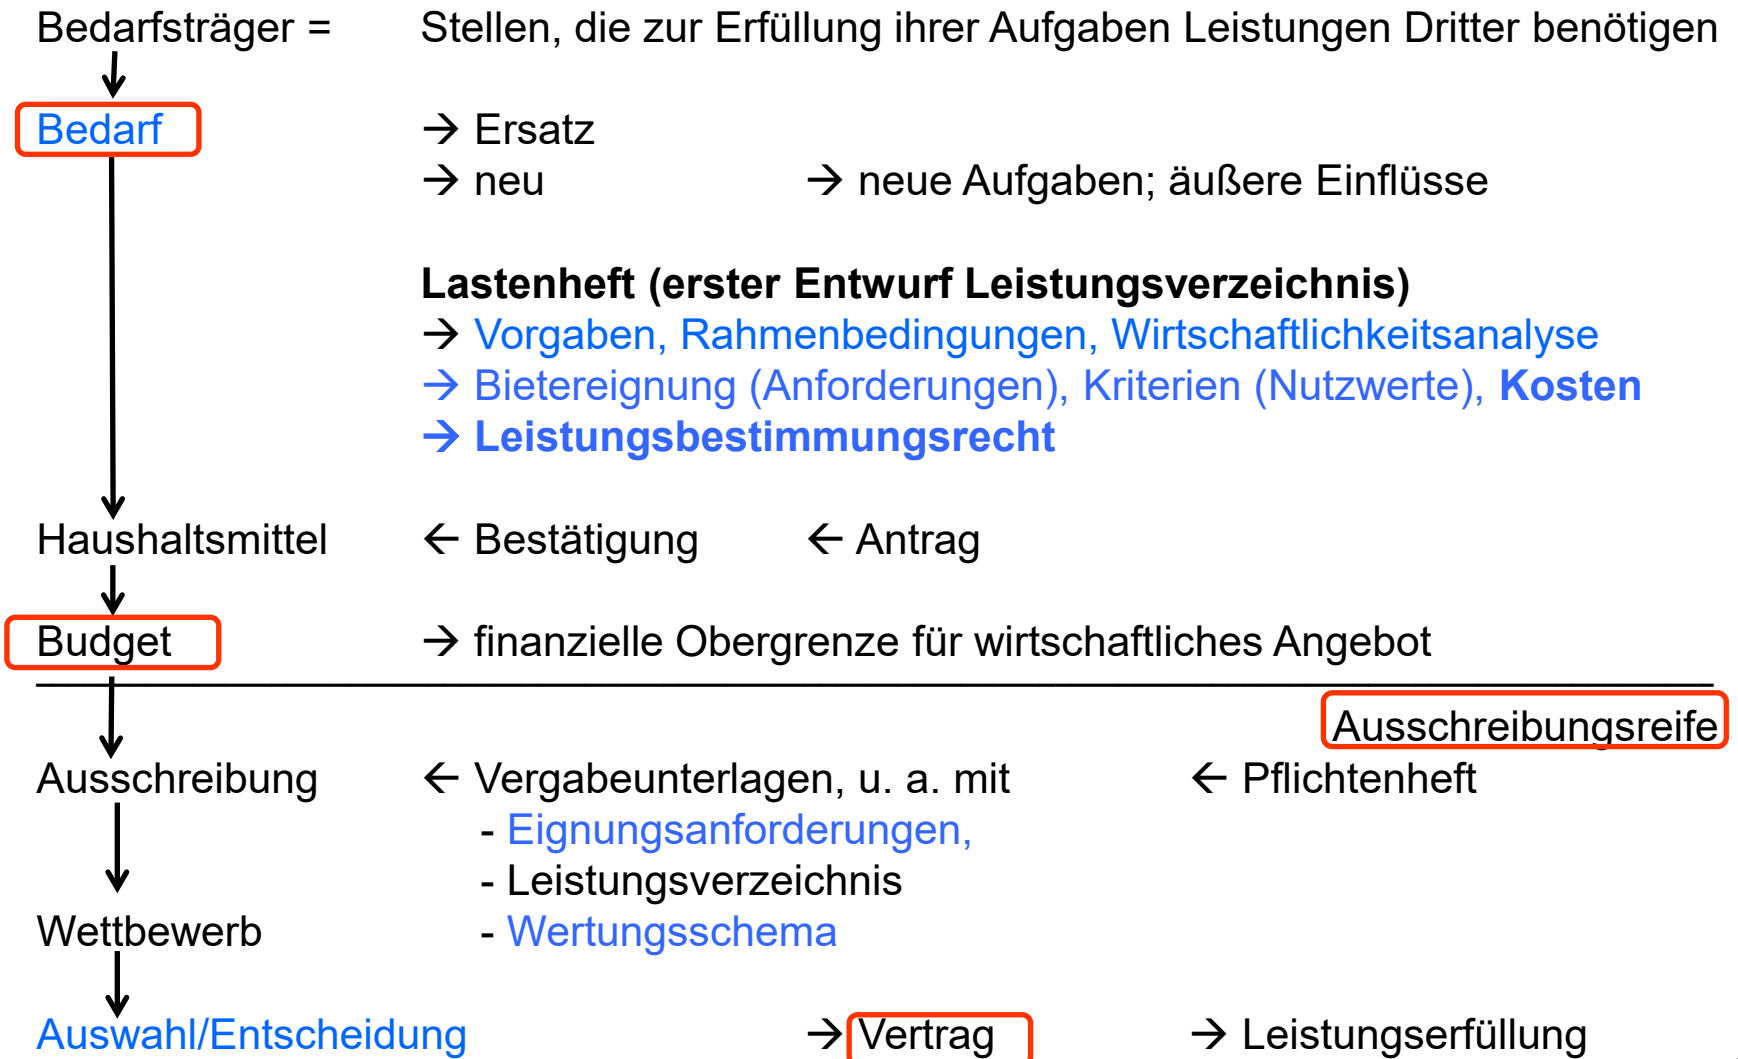 Bedarfsträger = Stellen, die zur Erfüllung ihrer Aufgaben Leistungen Dritter benötigen
Bedarf → Ersatz
→ neu → neue Aufgaben; äußere Einflüsse
Lastenheft (erster Entwurf Leistungsverzeichnis)
→ Vorgaben, Rahmenbedingungen, Wirtschaftlichkeitsanalyse
→ Bietereignung (Anforderungen), Kriterien (Nutzwerte), Kosten
→ Leistungsbestimmungsrecht
Haushaltsmittel ← Bestätigung ← Antrag
Budget → finanzielle Obergrenze für wirtschaftliches Angebot
Ausschreibungsreife
Ausschreibung ← Vergabeunterlagen, u. a. mit ← Pflichtenheft
- Eignungsanforderungen,
- Leistungsverzeichnis
Wettbewerb - Wertungsschema
Auswahl/Entscheidung → Vertrag → Leistungserfüllung